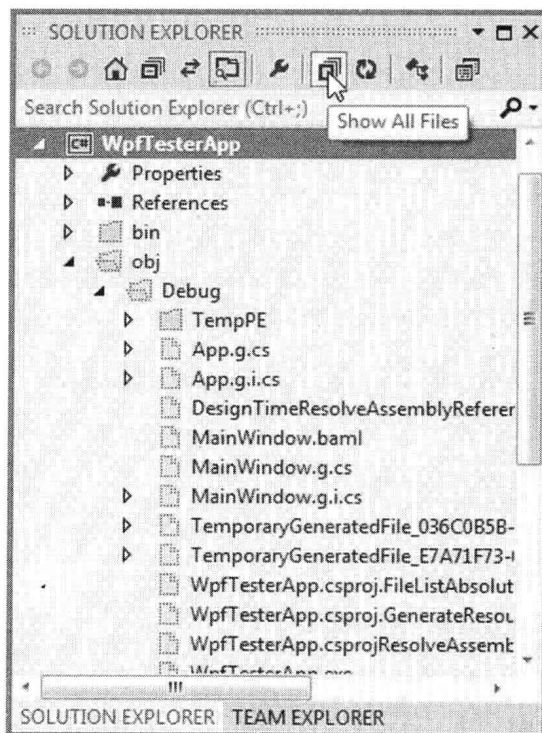 SOLUTION EXPLORER
Search Solution Explorer (Ctrl+;)
Show All Files
C# WpfTesterApp
Properties
References
bin
obj
Debug
TempPE
App.g.cs
App.g.i.cs
DesignTimeResolveAssemblyReferer
MainWindow.baml
MainWindow.g.cs
MainWindow.g.i.cs
TemporaryGeneratedFile_036C0B5B-
TemporaryGeneratedFile_E7A71F73-
WpfTesterApp.csproj.FileListAbsolut
WpfTesterApp.csproj.GenerateResou
WpfTesterApp.csprojResolveAssemb
WpfTesterApp.exe
SOLUTION EXPLORER TEAM EXPLORER